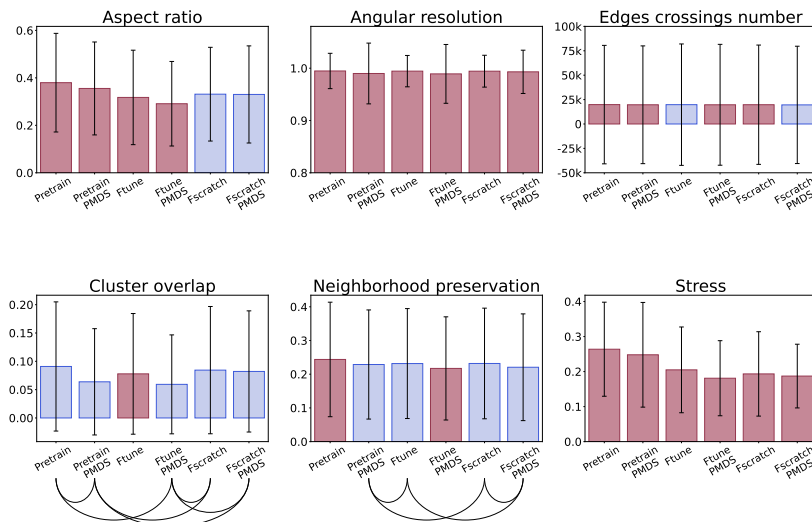 Aspect ratio
0.6
0.4
0.2
0.0
Pretrain
Pretrain
PMDS
Ftune
Ftune
PMDS
Fscratch
Fscratch
PMDS
Angular resolution
1.0
0.9
0.8
Pretrain
Pretrain
PMDS
Ftune
Ftune
PMDS
Fscratch
Fscratch
PMDS
Edges crossings number
100k
75k
50k
25k
0
-25k
-50k
Pretrain
Pretrain
PMDS
Ftune
Ftune
PMDS
Fscratch
Fscratch
PMDS
Cluster overlap
0.20
0.15
0.10
0.05
0.00
Pretrain
Pretrain
PMDS
Ftune
Ftune
PMDS
Fscratch
Fscratch
PMDS
Neighborhood preservation
0.4
0.3
0.2
0.1
0.0
Pretrain
Pretrain
PMDS
Ftune
Ftune
PMDS
Fscratch
Fscratch
PMDS
Stress
0.4
0.3
0.2
0.1
0.0
Pretrain
Pretrain
PMDS
Ftune
Ftune
PMDS
Fscratch
Fscratch
PMDS